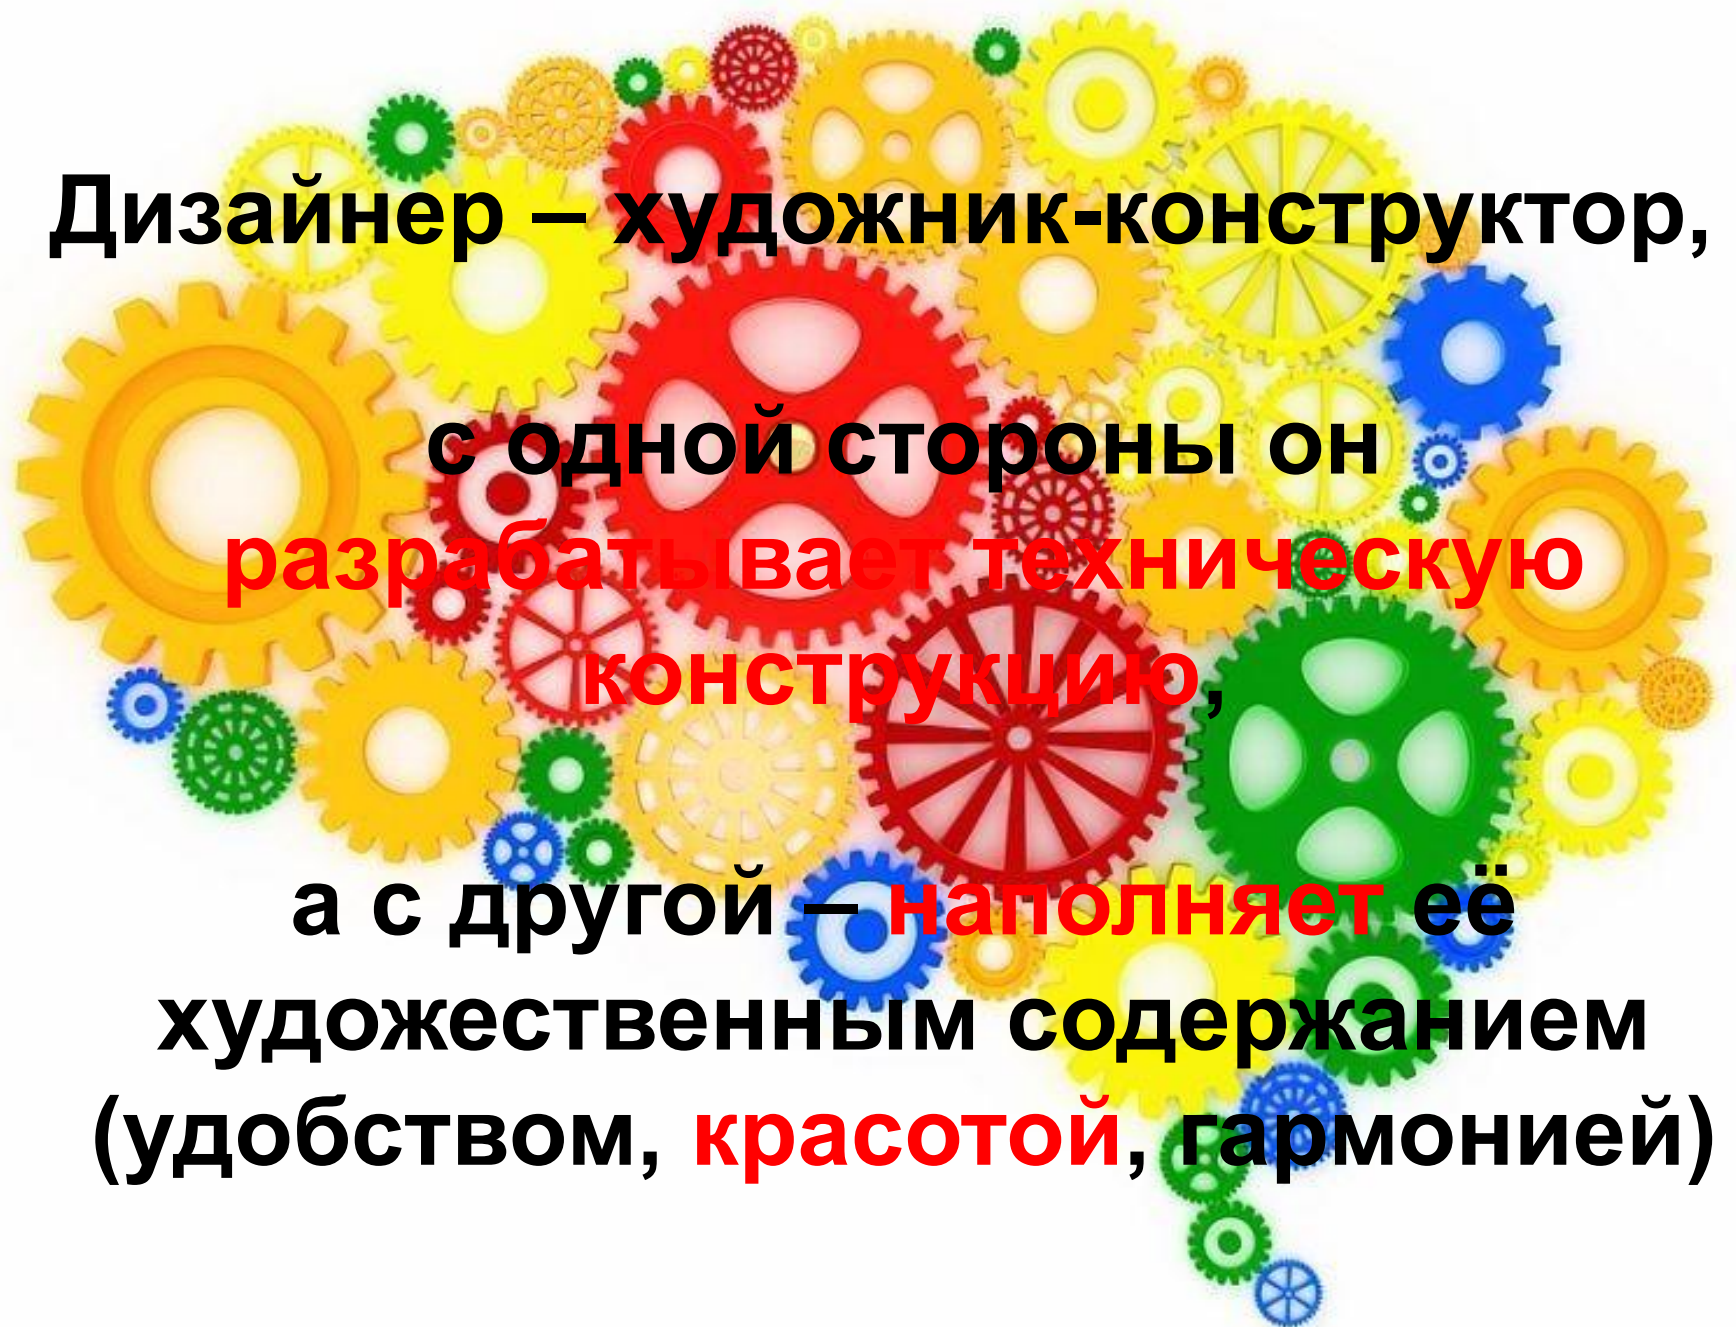 Дизайнер – художник-конструктор,
с одной стороны он
разрабатывает техническую
конструкцию,
а с другой – наполняет её
художественным содержанием
(удобством, красотой, гармонией)